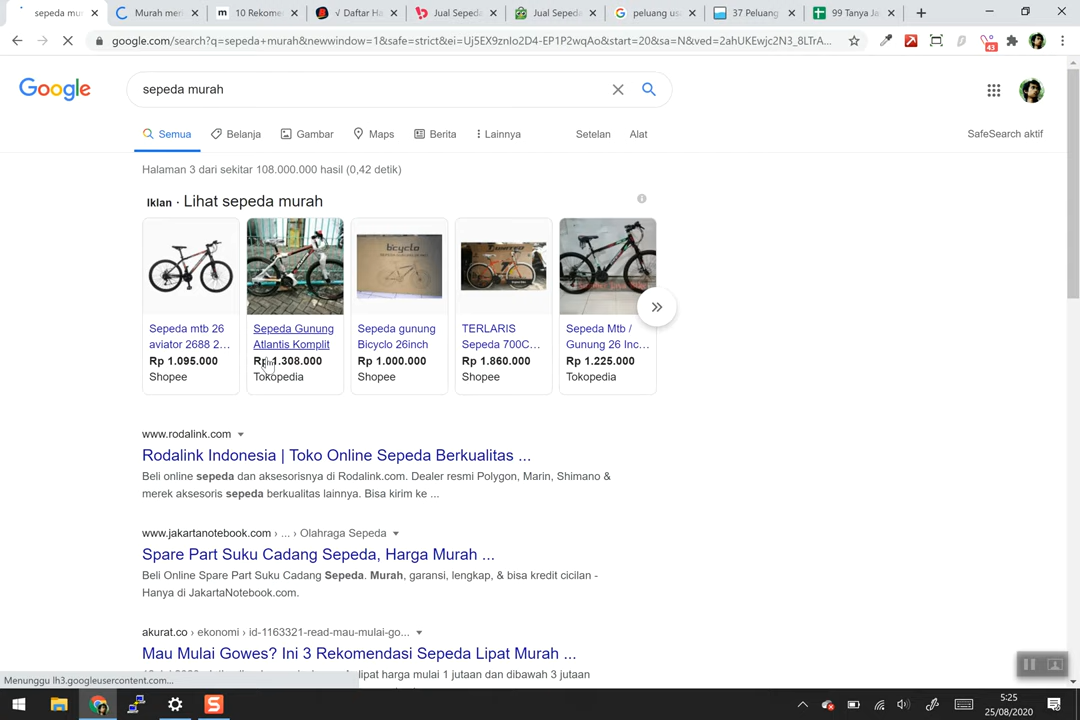 sepeda mu
Murah meri
10 Rekome
√ Daftar Ha
Jual Sepeda
Jual Sepeda
peluang us
37 Peluang
99 Tanya Ja
google.com/search?q=sepeda+murah&newwindow=1&safe=strict&ei=Uj5EX9znIo2D4-EP1P2wqAo&start=20&sa=N&ved=2ahUKEwjc2N3_8LTrA...
43
Google
sepeda murah
Semua
Belanja
Gambar
Maps
Berita
Lainnya
Setelan
Alat
SafeSearch aktif
Halaman 3 dari sekitar 108.000.000 hasil (0,42 detik)
Iklan · Lihat sepeda murah
Sepeda mtb 26
aviator 2688 2...
Rp 1.095.000
Shopee
Sepeda Gunung
Atlantis Komplit
Rp 1.308.000
Tokopedia
bicyclo
Sepeda gunung
Bicyclo 26inch
Rp 1.000.000
Shopee
TERLARIS
Sepeda 700C...
Rp 1.860.000
Shopee
Sepeda Mtb /
Gunung 26 Inc...
Rp 1.225.000
Tokopedia
www.rodalink.com
Rodalink Indonesia | Toko Online Sepeda Berkualitas ...
Beli online sepeda dan aksesorisnya di Rodalink.com. Dealer resmi Polygon, Marin, Shimano &
merek aksesoris sepeda berkualitas lainnya. Bisa kirim ke ...
www.jakartanotebook.com › ... › Olahraga Sepeda
Spare Part Suku Cadang Sepeda, Harga Murah ...
Beli Online Spare Part Suku Cadang Sepeda. Murah, garansi, lengkap, & bisa kredit cicilan -
Hanya di JakartaNotebook.com.
akurat.co › ekonomi › id-1163321-read-mau-mulai-go...
Mau Mulai Gowes? Ini 3 Rekomendasi Sepeda Lipat Murah ...
lipat harga mulai 1 jutaan dan dibawah 3 jutaan
Menunggu lh3.googleusercontent.com...
5:25
25/08/2020